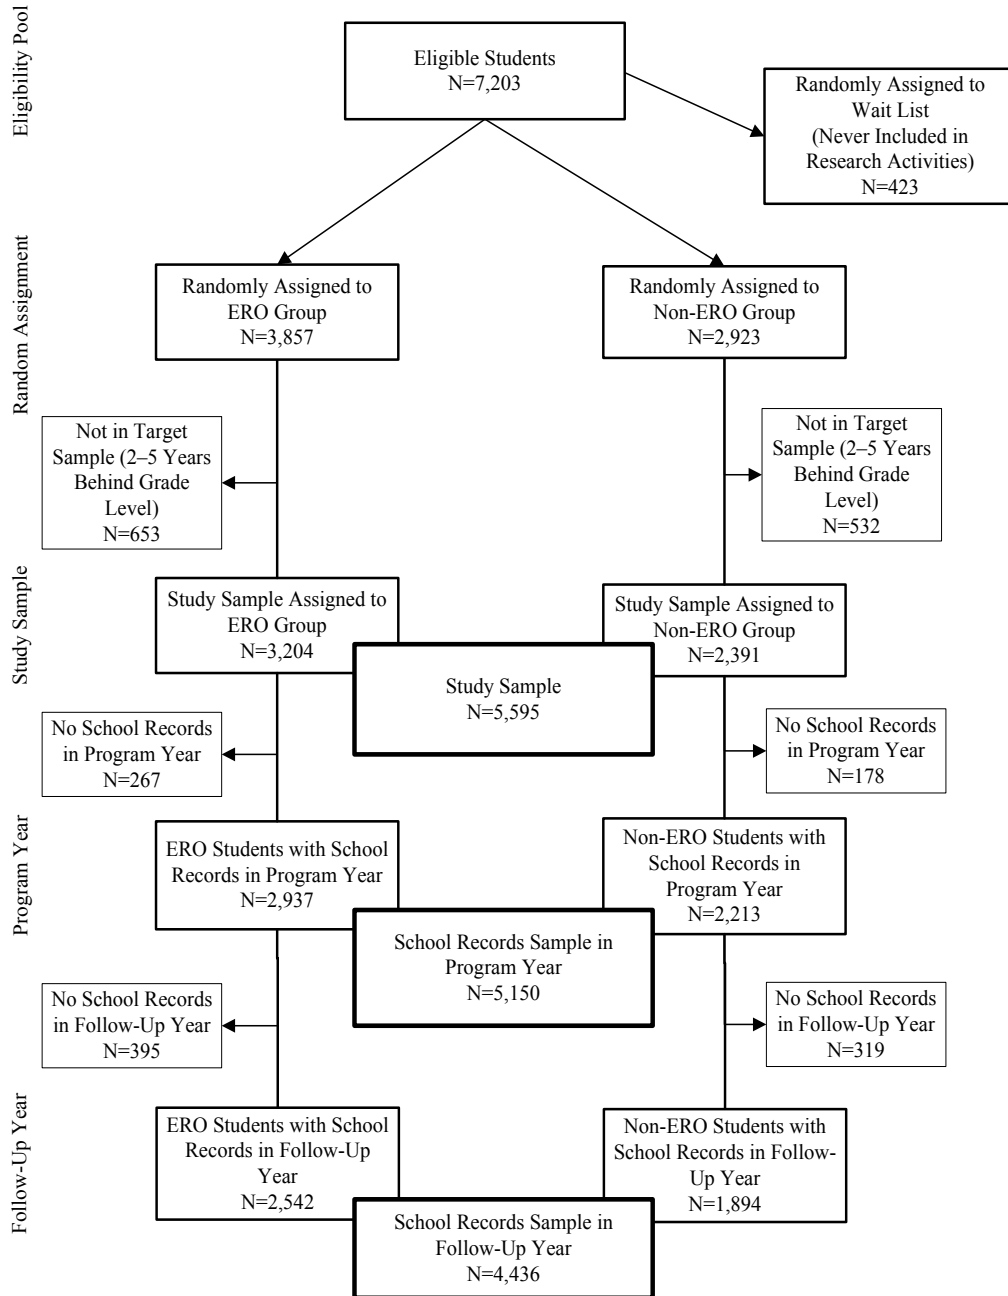 Eligibility Pool
Eligible Students
N=7,203
Randomly Assigned to
Wait List
(Never Included in
Research Activities)
N=423
Random Assignment
Randomly Assigned to
ERO Group
N=3,857
Randomly Assigned to
Non-ERO Group
N=2,923
Not in Target
Sample (2–5 Years
Behind Grade
Level)
N=653
Not in Target
Sample (2–5 Years
Behind Grade
Level)
N=532
Study Sample
Study Sample Assigned to
ERO Group
N=3,204
Study Sample Assigned to
Non-ERO Group
N=2,391
Study Sample
N=5,595
No School Records
in Program Year
N=267
No School Records
in Program Year
N=178
Program Year
ERO Students with School
Records in Program Year
N=2,937
Non-ERO Students with
School Records in
Program Year
N=2,213
School Records Sample in
Program Year
N=5,150
No School Records
in Follow-Up Year
N=395
No School Records
in Follow-Up Year
N=319
Follow-Up Year
ERO Students with School
Records in Follow-Up
Year
N=2,542
Non-ERO Students with
School Records in Follow-
Up Year
N=1,894
School Records Sample in
Follow-Up Year
N=4,436